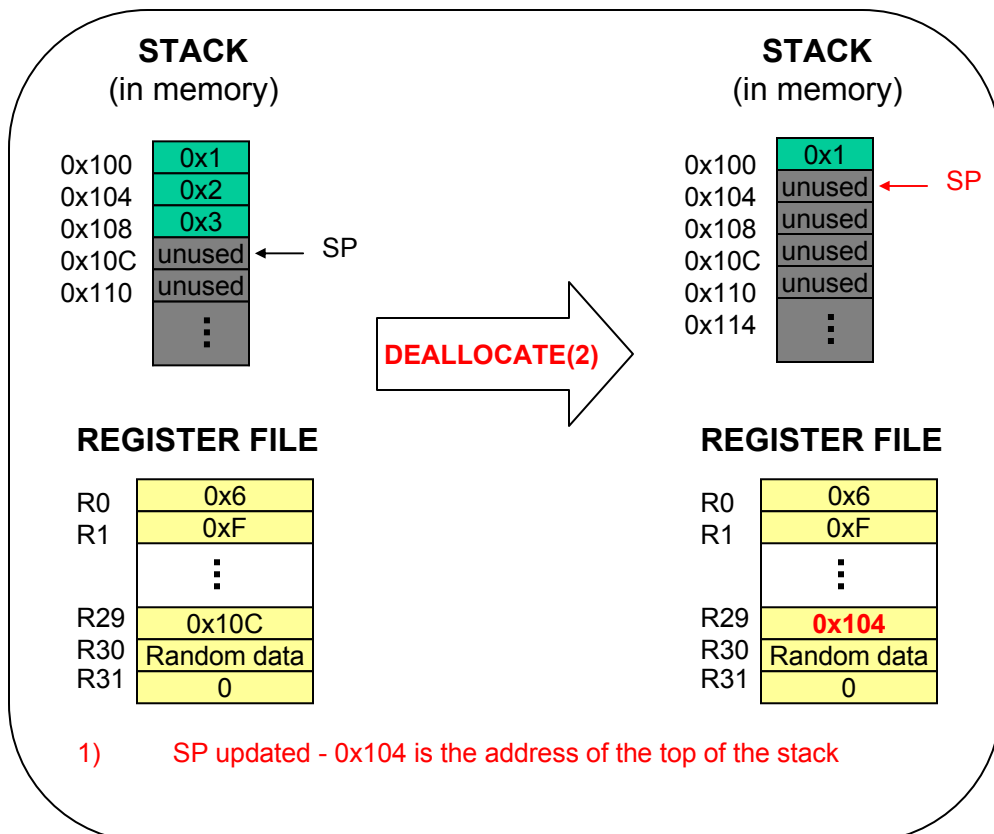 STACK
(in memory)
0x100 0x1
0x104 0x2
0x108 0x3
0x10C unused SP
0x110 unused
REGISTER FILE
R0 0x6
R1 0xF
R29 0x10C
R30 Random data
R31 0
DEALLOCATE(2)
STACK
(in memory)
0x100 0x1
0x104 unused SP
0x108 unused
0x10C unused
0x110 unused
0x114
REGISTER FILE
R0 0x6
R1 0xF
R29 0x104
R30 Random data
R31 0
1) SP updated - 0x104 is the address of the top of the stack